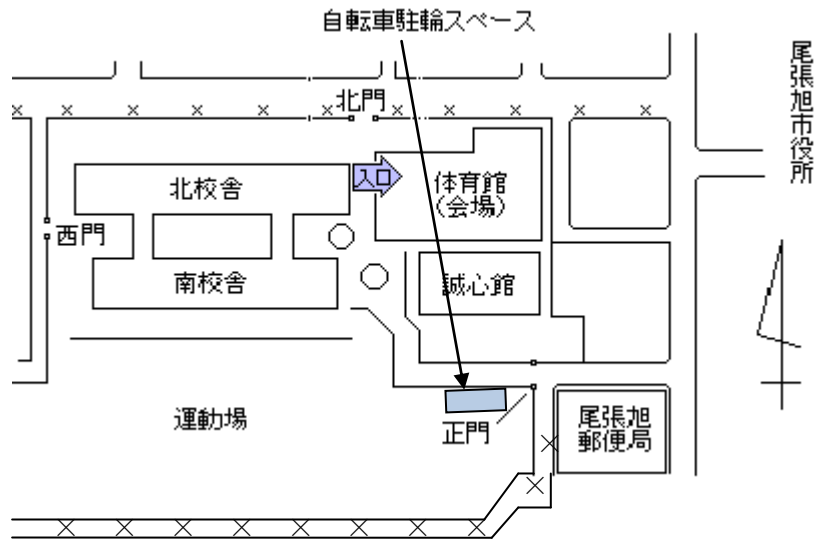 自転車駐輪スペース
尾張旭市役所
北門
入口
体育館
(会場)
北校舎
西門
南校舎
誠心館
運動場
正門
尾張旭
郵便局